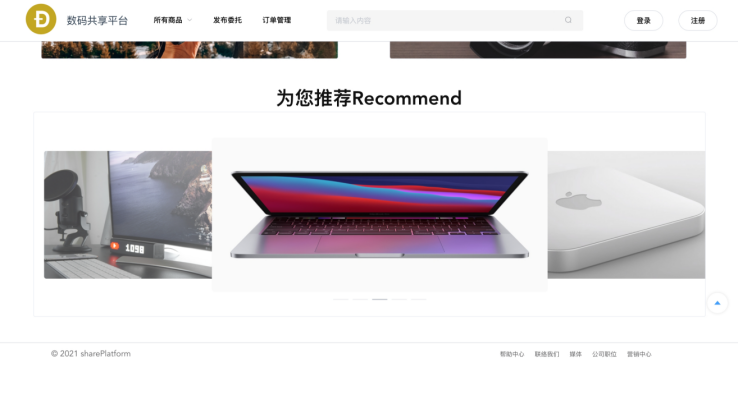 数码共享平台 所有商品 发布委托 订单管理 请输入内容 登录 注册
为您推荐Recommend
1098
© 2021 sharePlatform 帮助中心 联络我们 媒体 公司职位 营销中心